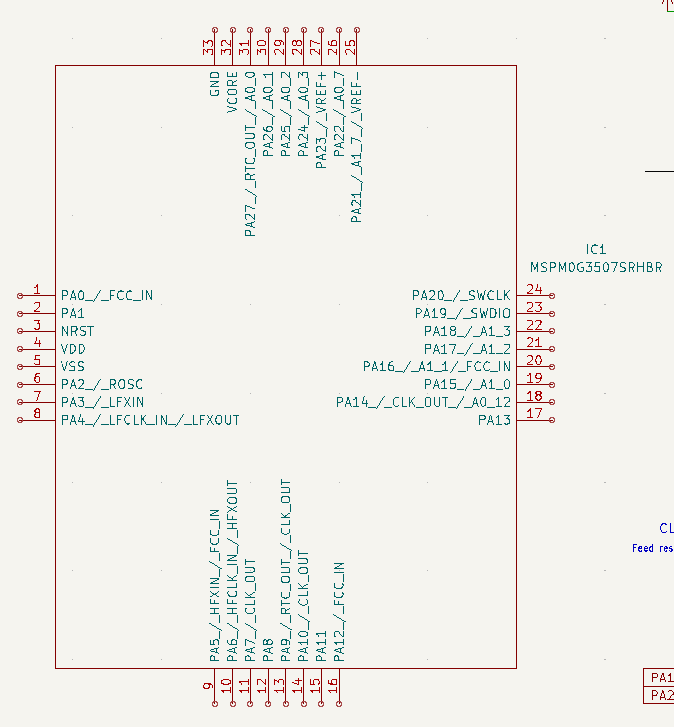 33
32
31
30
29
28
27
26
25
GND
VCORE
PA27_/_RTC_OUT_/_A0_0
PA26_/_A0_1
PA25_/_A0_2
PA24_/_A0_3
PA23_/_VREF+
PA22_/_A0_7
PA21_/_A1_7_/_VREF-
IC1
MSPM0G3507SRHBR
1 PA0_/_FCC_IN
2 PA1
3 NRST
4 VDD
5 VSS
6 PA2_/_ROSC
7 PA3_/_LFXIN
8 PA4_/_LFCLK_IN_/_LFXOUT
PA20_/_SWCLK 24
PA19_/_SWDIO 23
PA18_/_A1_3 22
PA17_/_A1_2 21
PA16_/_A1_1/_FCC_IN 20
PA15_/_A1_0 19
PA14_/_CLK_OUT_/_A0_12 18
PA13 17
PA5_/_HFXIN_/_FCC_IN
PA6_/_HFCLK_IN_/_HFXOUT
PA7_/_CLK_OUT
PA8
PA9_/_RTC_OUT_/_CLK_OUT
PA10_/_CLK_OUT
PA11
PA12_/_FCC_IN
9
10
11
12
13
14
15
16
CL
Feed res
PA1
PA2